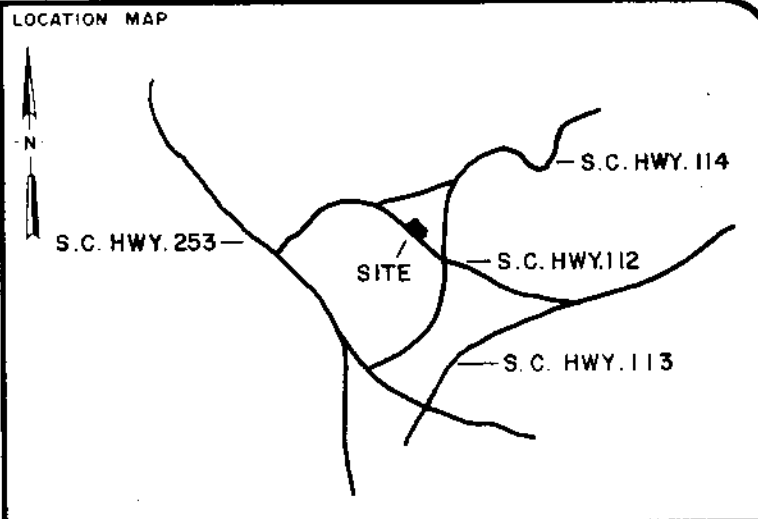 LOCATION MAP
N
S.C. HWY. 114
S.C. HWY. 253
SITE
S.C. HWY. 112
S.C. HWY. 113